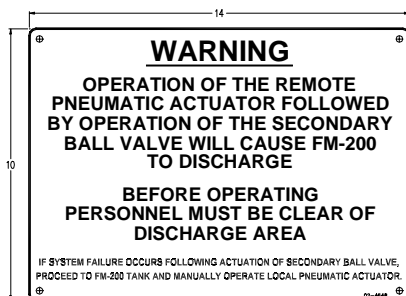 14
10
WARNING
OPERATION OF THE REMOTE
PNEUMATIC ACTUATOR FOLLOWED
BY OPERATION OF THE SECONDARY
BALL VALVE WILL CAUSE FM-200
TO DISCHARGE
BEFORE OPERATING
PERSONNEL MUST BE CLEAR OF
DISCHARGE AREA
IF SYSTEM FAILURE OCCURS FOLLOWING ACTUATION OF SECONDARY BALL VALVE,
PROCEED TO FM-200 TANK AND MANUALLY OPERATE LOCAL PNEUMATIC ACTUATOR.